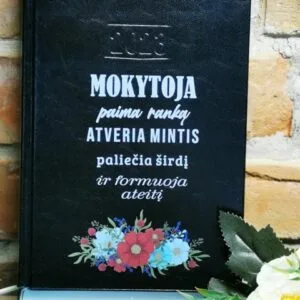 2023
MOKYTOJA
paima ranką
ATVERIA MINTIS
paliečia širdį
ir formuoja
ateitį